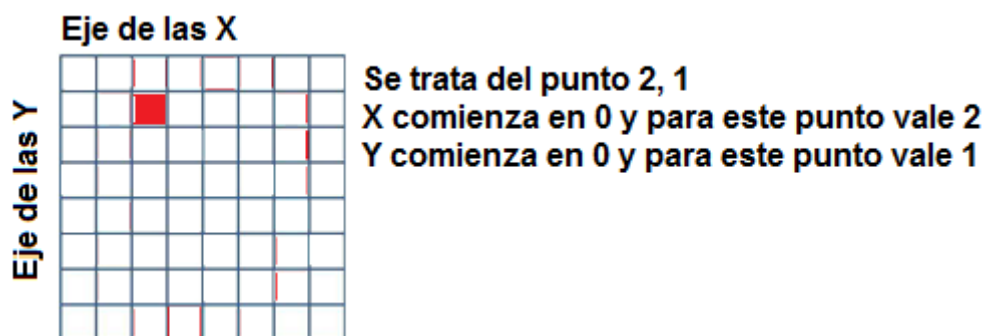 Eje de las X
Eje de las Y
Se trata del punto 2, 1
X comienza en 0 y para este punto vale 2
Y comienza en 0 y para este punto vale 1